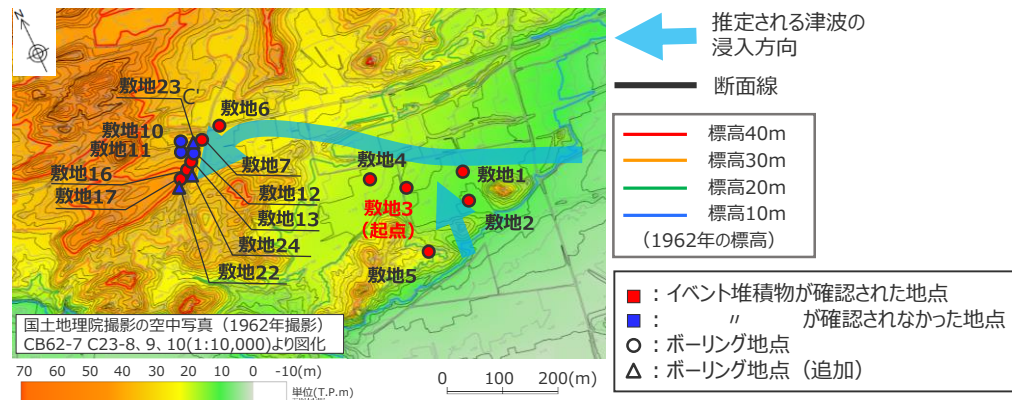 N
敷地23
C'
敷地6
敷地10
敷地11
敷地16
敷地17
敷地7
敷地12
敷地13
敷地24
敷地22
敷地4
敷地1
敷地3
(起点)
敷地2
敷地5
国土地理院撮影の空中写真（1962年撮影）
CB62-7 C23-8、9、10(1:10,000)より図化
70 60 50 40 30 20 10 0 -10(m)
単位(T.P.m)
0 100 200(m)
推定される津波の
浸入方向
断面線
標高40m
標高30m
標高20m
標高10m
(1962年の標高)
：イベント堆積物が確認された地点
： 〃 が確認されなかった地点
：ボーリング地点
：ボーリング地点（追加）